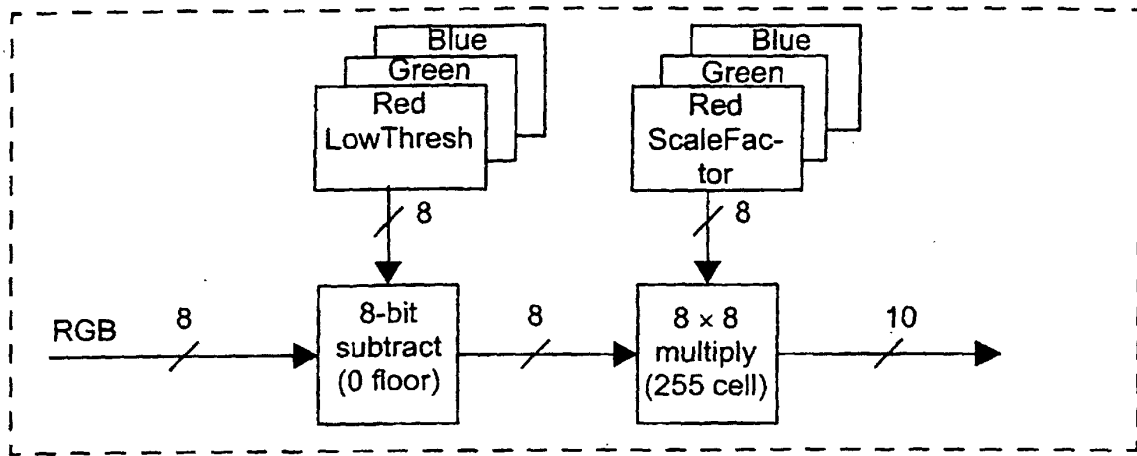 Blue
Green
Red
LowThresh
Blue
Green
Red
ScaleFac-
tor
8
8
RGB
8
8-bit
subtract
(0 floor)
8
8 × 8
multiply
(255 cell)
10